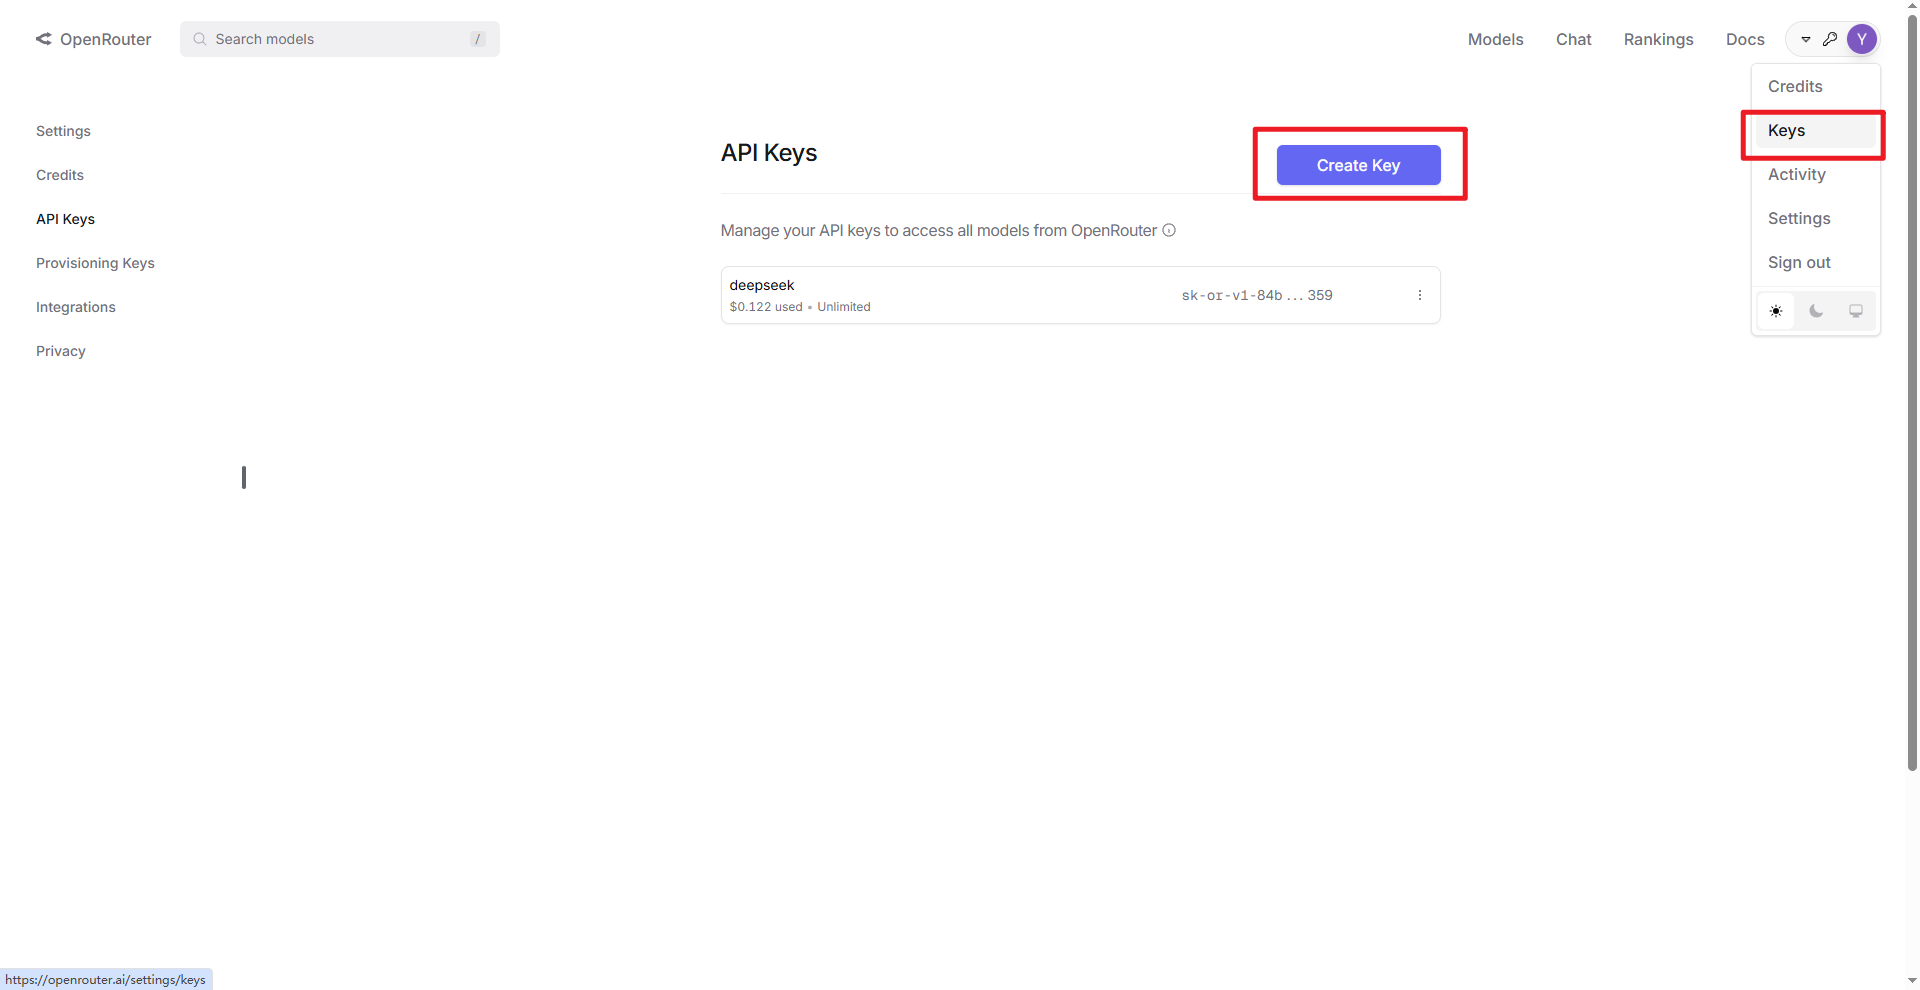 OpenRouter
Search models
/
Models
Chat
Rankings
Docs
Y
Credits
Keys
Activity
Settings
Sign out
Settings
Credits
API Keys
Provisioning Keys
Integrations
Privacy
API Keys
Create Key
Manage your API keys to access all models from OpenRouter
deepseek
$0.122 used • Unlimited
sk-or-v1-84b...359
https://openrouter.ai/settings/keys